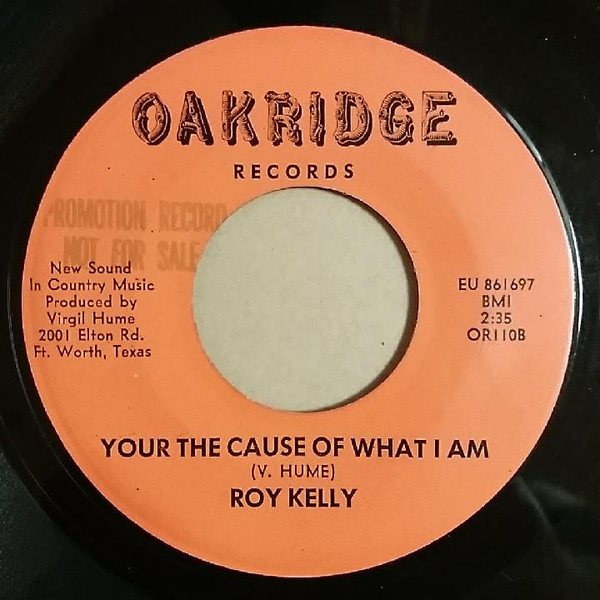 OAKRIDGE
RECORDS
PROMOTION RECORD
NOT FOR SALE
New Sound
In Country Music
Produced by
Virgil Hume
2001 Elton Rd.
Ft. Worth, Texas
EU 861697
BMI
2:35
OR110B
YOUR THE CAUSE OF WHAT I AM
(V. HUME)
ROY KELLY